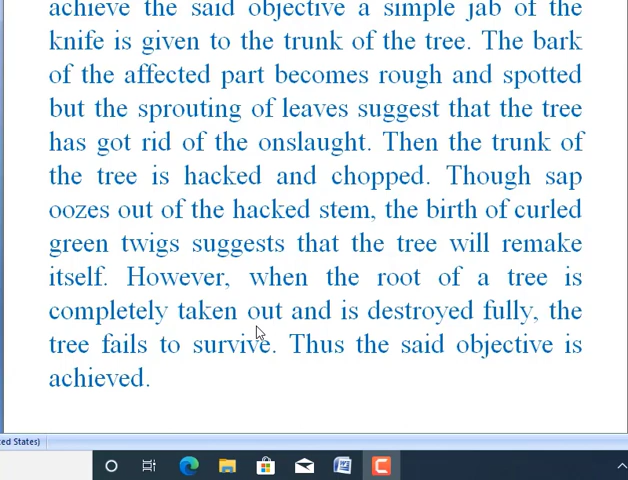 achieve the said objective a simple jab of the
knife is given to the trunk of the tree. The bark
of the affected part becomes rough and spotted
but the sprouting of leaves suggest that the tree
has got rid of the onslaught. Then the trunk of
the tree is hacked and chopped. Though sap
oozes out of the hacked stem, the birth of curled
green twigs suggests that the tree will remake
itself. However, when the root of a tree is
completely taken out and is destroyed fully, the
tree fails to survive. Thus the said objective is
achieved.
ted States)